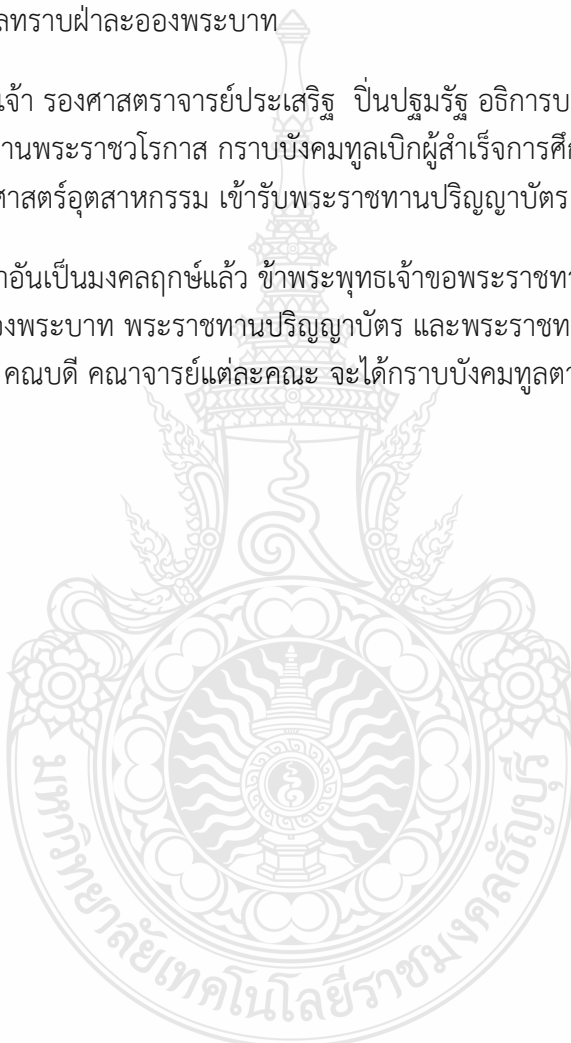 ลทราบฝ่าละอองพระบาท
เจ้า รองศาสตราจารย์ประเสริฐ ปิ่นปฐมรัฐ อธิการบ
านพระราชวโรกาส กราบบังคมทูลเบิกผู้สำเร็จการศึก
ศาสตร์อุตสาหกรรม เข้ารับพระราชทานปริญญาบัตร
าอันเป็นมงคลฤกษ์แล้ว ข้าพระพุทธเจ้าขอพระราชทา
องพระบาท พระราชทานปริญญาบัตร และพระราชท
คณบดี คณาจารย์แต่ละคณะ จะได้กราบบังคมทูลตา
มหาวิทยาลัยเทคโนโลยีราชมงคลธัญบุรี